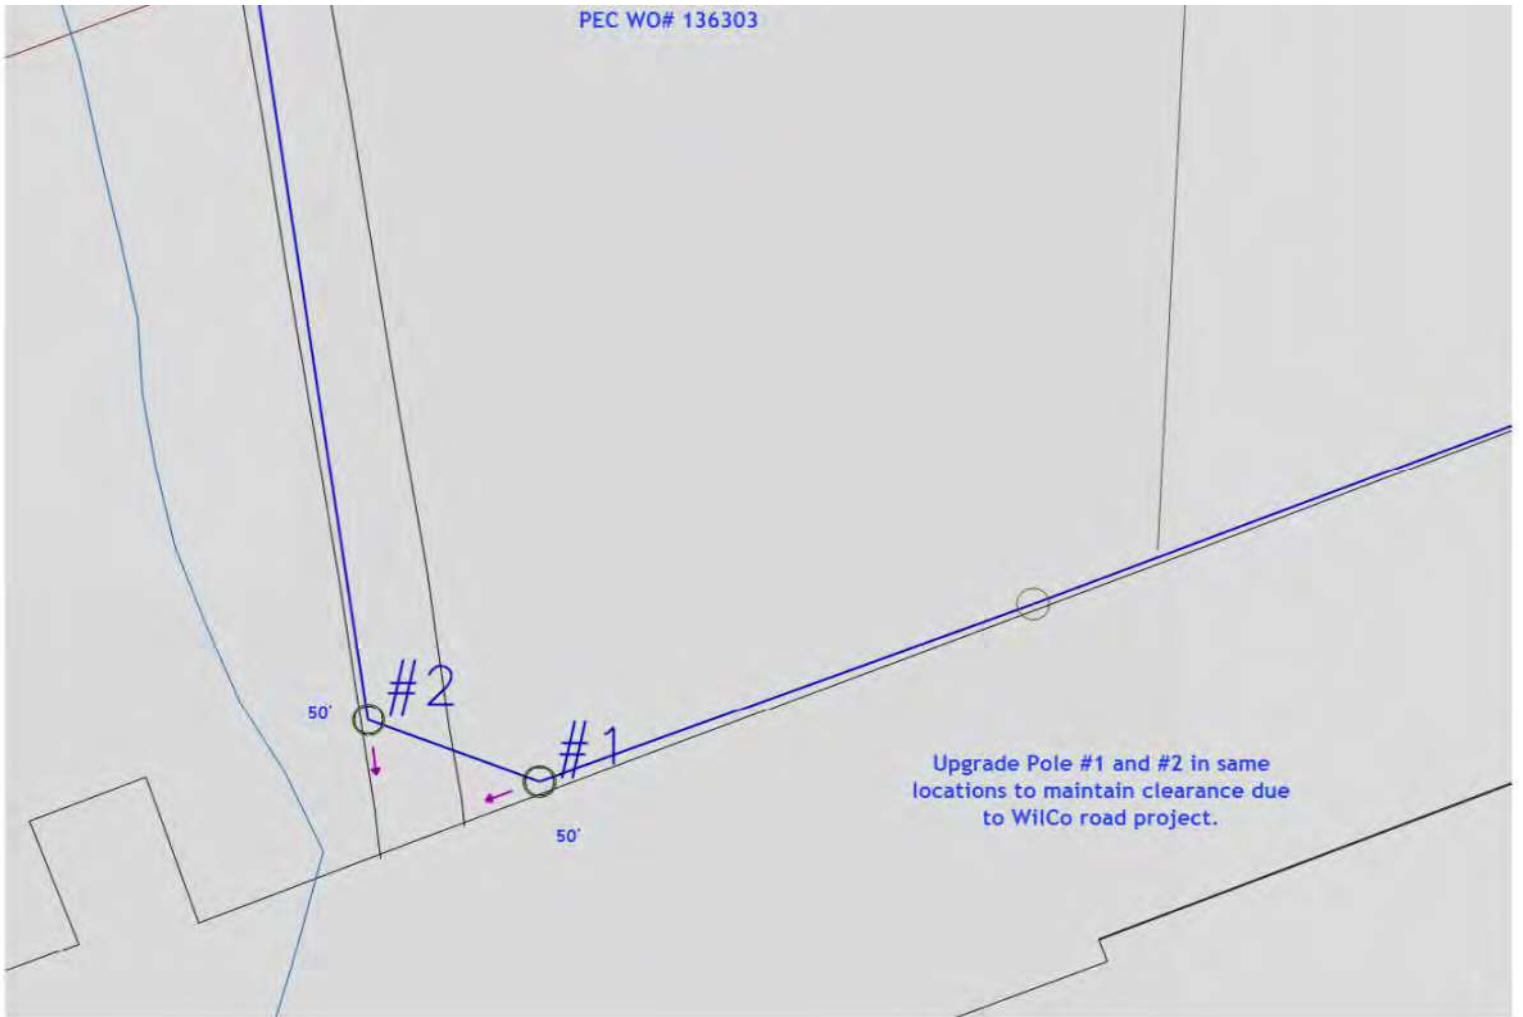 PEC WO# 136303
#2
50'
#1
50'
Upgrade Pole #1 and #2 in same
locations to maintain clearance due
to WilCo road project.